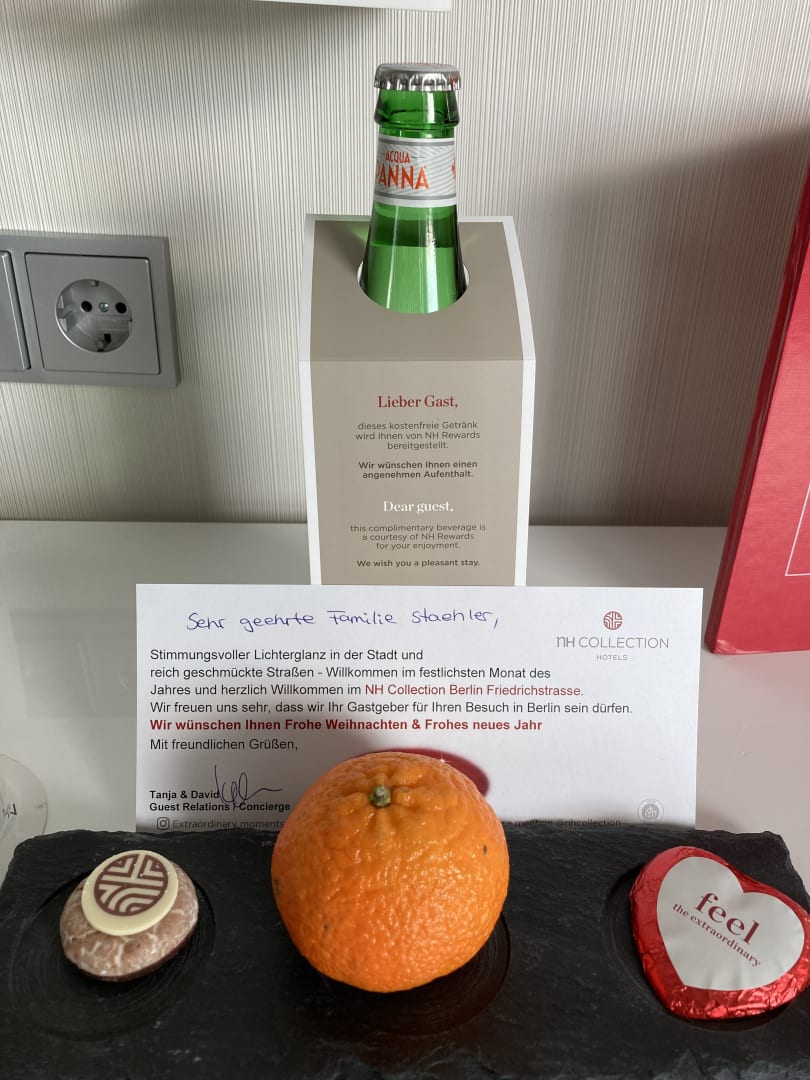 ACQUA
PANNA
Lieber Gast,
dieses kostenfreie Getränk
wird Ihnen von NH Rewards
bereitgestellt.
Wir wünschen Ihnen einen
angenehmen Aufenthalt.
Dear guest,
this complimentary beverage is
a courtesy of NH Rewards
for your enjoyment.
We wish you a pleasant stay.
Sehr geehrte Familie Staehler,
NH COLLECTION
HOTELS
Stimmungsvoller Lichterglanz in der Stadt und
reich geschmückte Straßen - Willkommen im festlichsten Monat des
Jahres und herzlich Willkommen im NH Collection Berlin Friedrichstrasse.
Wir freuen uns sehr, dass wir Ihr Gastgeber für Ihren Besuch in Berlin sein dürfen.
Wir wünschen Ihnen Frohe Weihnachten & Frohes neues Jahr
Mit freundlichen Grüßen,
Tanja & David
Guest Relations / Concierge
Extraordinary moments mention @nhcollection
feel
the extraordinary